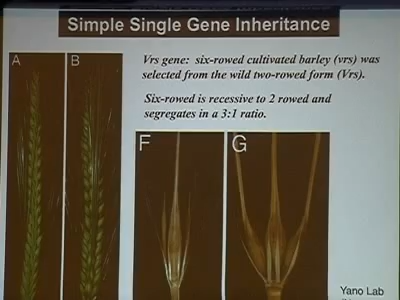 Simple Single Gene Inheritance
A
B
Vrs gene: six-rowed cultivated barley (vrs) was
selected from the wild two-rowed form (Vrs).
Six-rowed is recessive to 2 rowed and
segregates in a 3:1 ratio.
F
G
Yano Lab